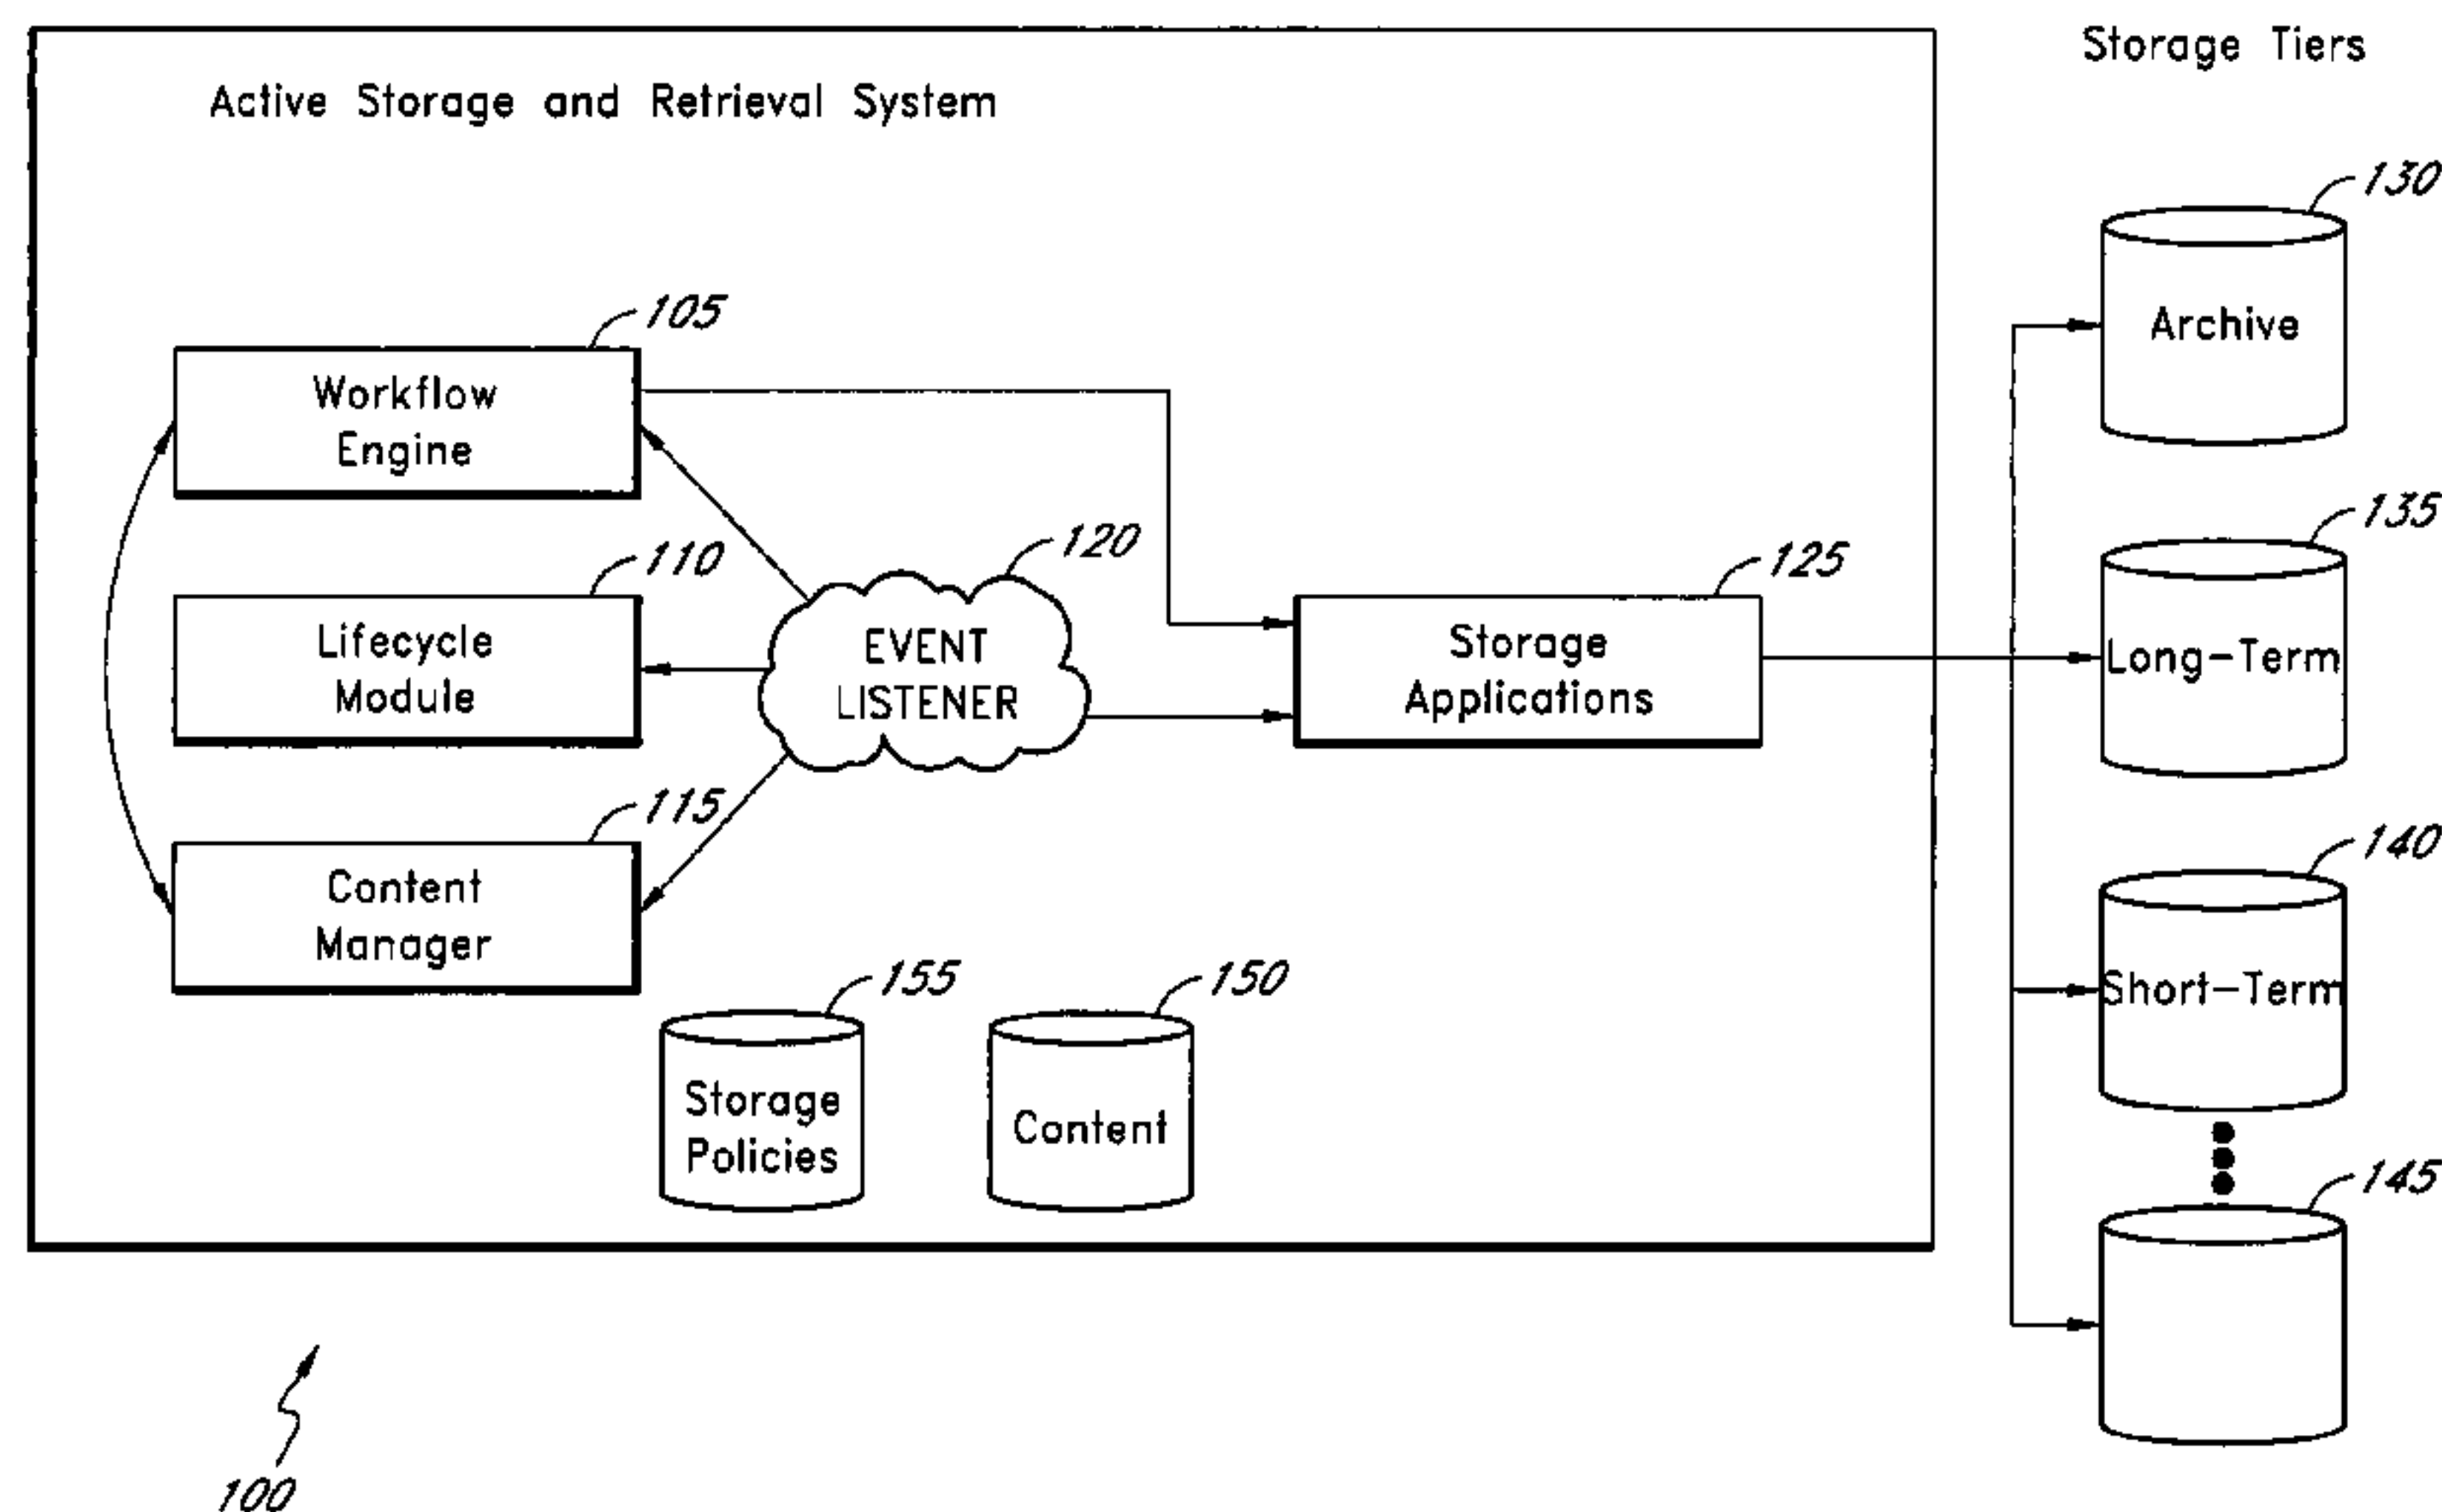 Storage Tiers
Active Storage and Retrieval System
130
Archive
105
Workflow
Engine
135
Long-Term
110
Lifecycle
Module
120
EVENT
LISTENER
125
Storage
Applications
115
Content
Manager
140
Short-Term
155
Storage
Policies
150
Content
145
100